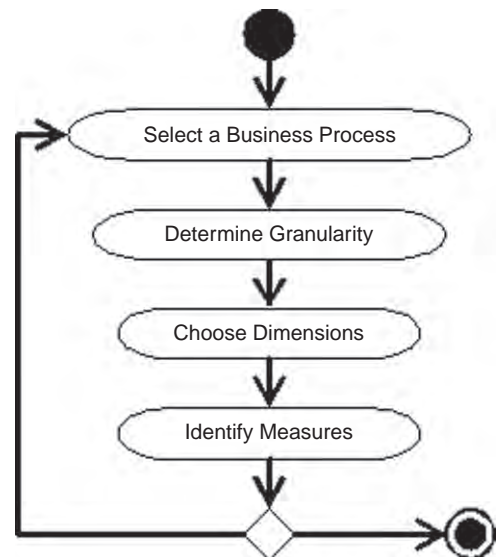 Select a Business Process
Determine Granularity
Choose Dimensions
Identify Measures